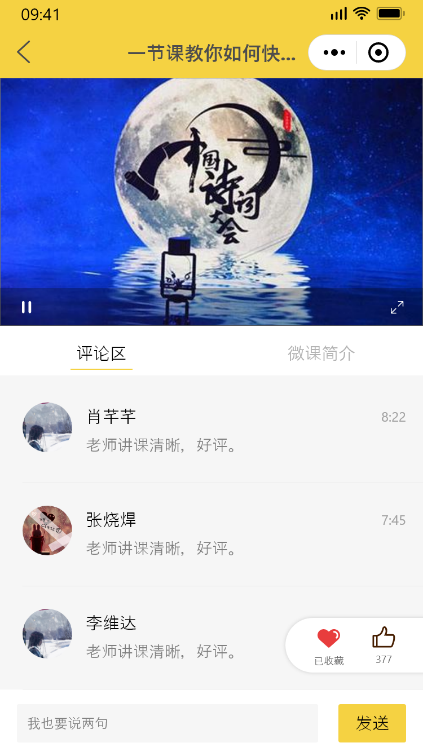 09:41
一节课教你如何快...
中国诗词大会
评论区
微课简介
肖芊芊
8:22
老师讲课清晰，好评。
张烧焊
7:45
老师讲课清晰，好评。
李维达
老师讲课清晰，好评。
已收藏
377
我也要说两句
发送